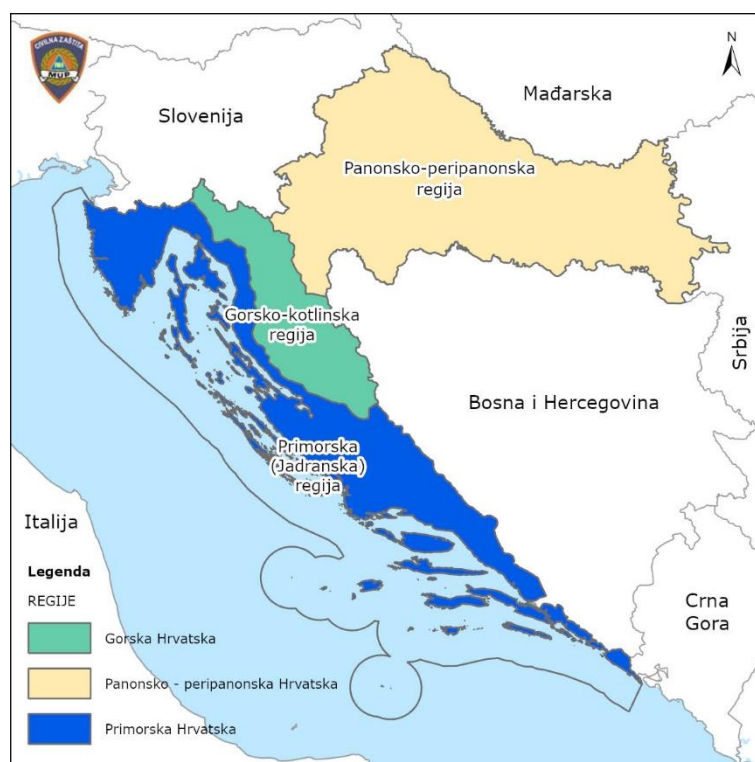 CIVILNA ZAŠTITA
MUP
N
Slovenija
Mađarska
Panonsko-peripanonska
regija
Gorsko-kotlinska
regija
Srbija
Bosna i Hercegovina
Primorska
(Jadranska)
regija
Italija
Crna
Gora
Legenda
REGIJE
Gorska Hrvatska
Panonsko - peripanonska Hrvatska
Primorska Hrvatska